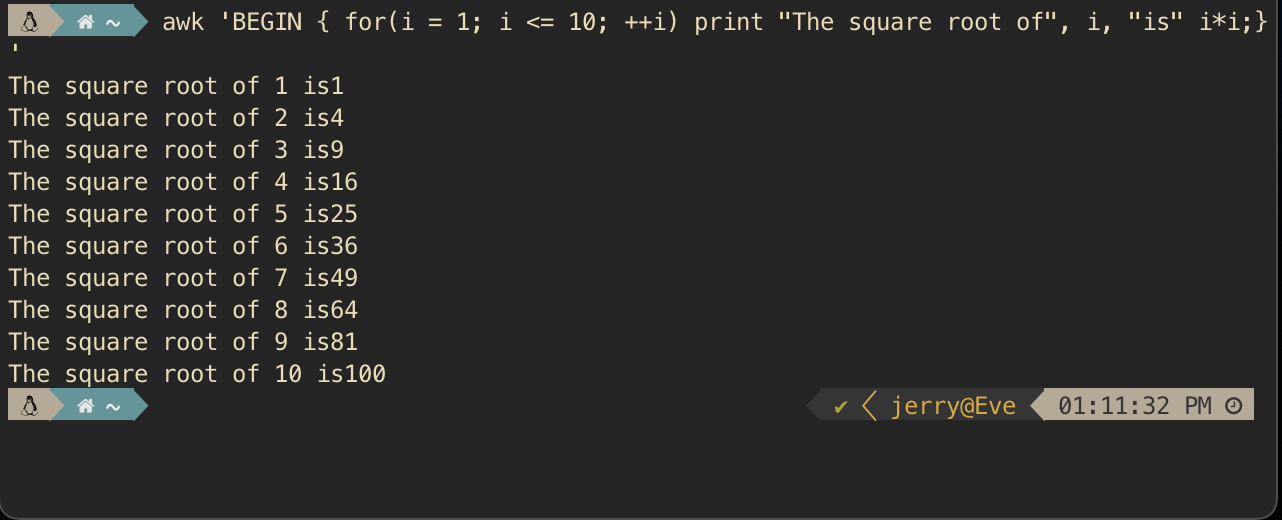 ~ awk 'BEGIN { for(i = 1; i <= 10; ++i) print "The square root of", i, "is" i*i;}
'
The square root of 1 is1
The square root of 2 is4
The square root of 3 is9
The square root of 4 is16
The square root of 5 is25
The square root of 6 is36
The square root of 7 is49
The square root of 8 is64
The square root of 9 is81
The square root of 10 is100
~ ✔ jerry@Eve 01:11:32 PM